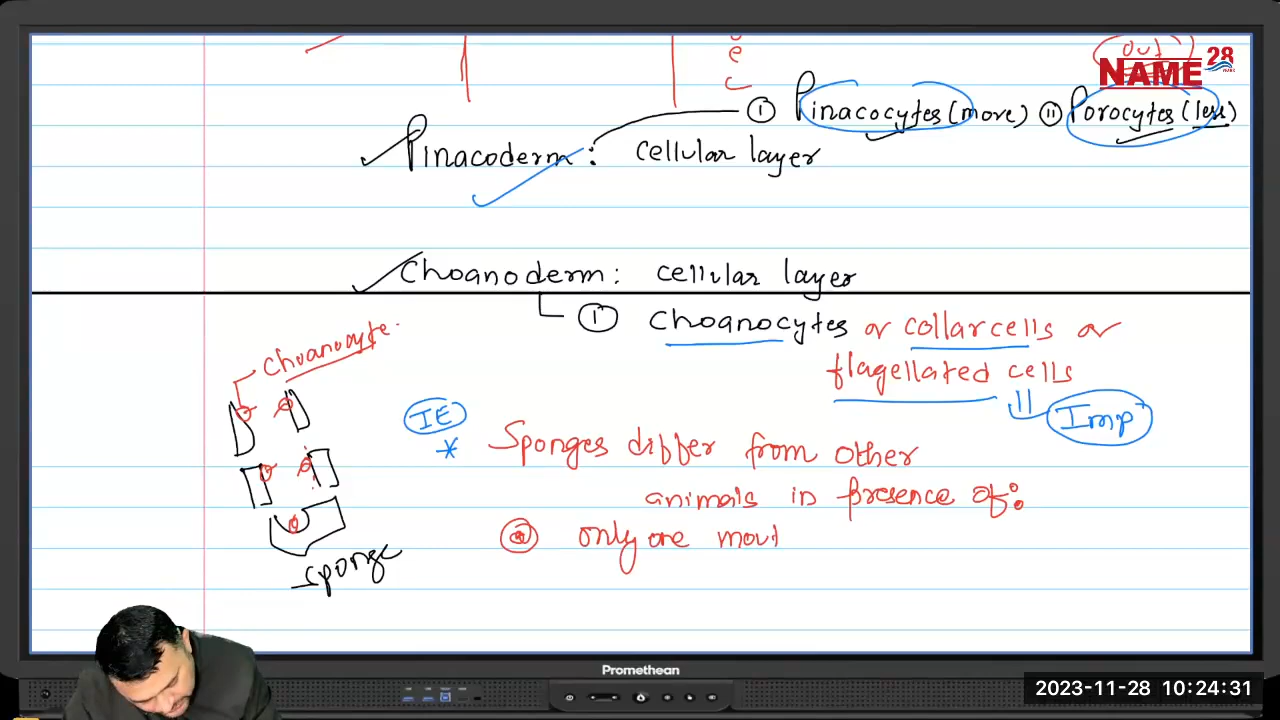 out
NAME 28
e
① Pinacocytes (more) ⑪ Porocytes (less)
Pinacoderm: cellular layer
Choanoderm: cellular layer
① Choanocytes or collarcells or
flagellated cells
Choanocyte.
Imp
IE
* Sponges differ from other
animals in presence of:
ⓐ only one mout
Sponge
Promethean
2023-11-28 10:24:31